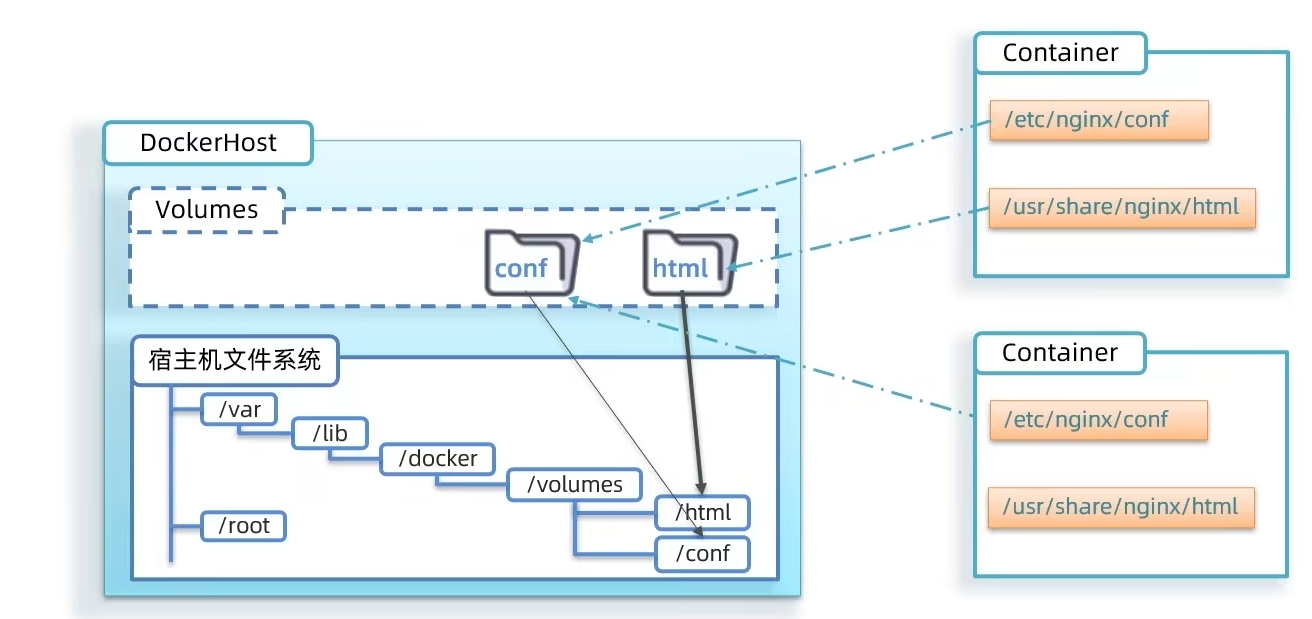 DockerHost
Volumes
conf
html
宿主机文件系统
/var
/lib
/docker
/volumes
/html
/root
/conf
Container
/etc/nginx/conf
/usr/share/nginx/html
Container
/etc/nginx/conf
/usr/share/nginx/html